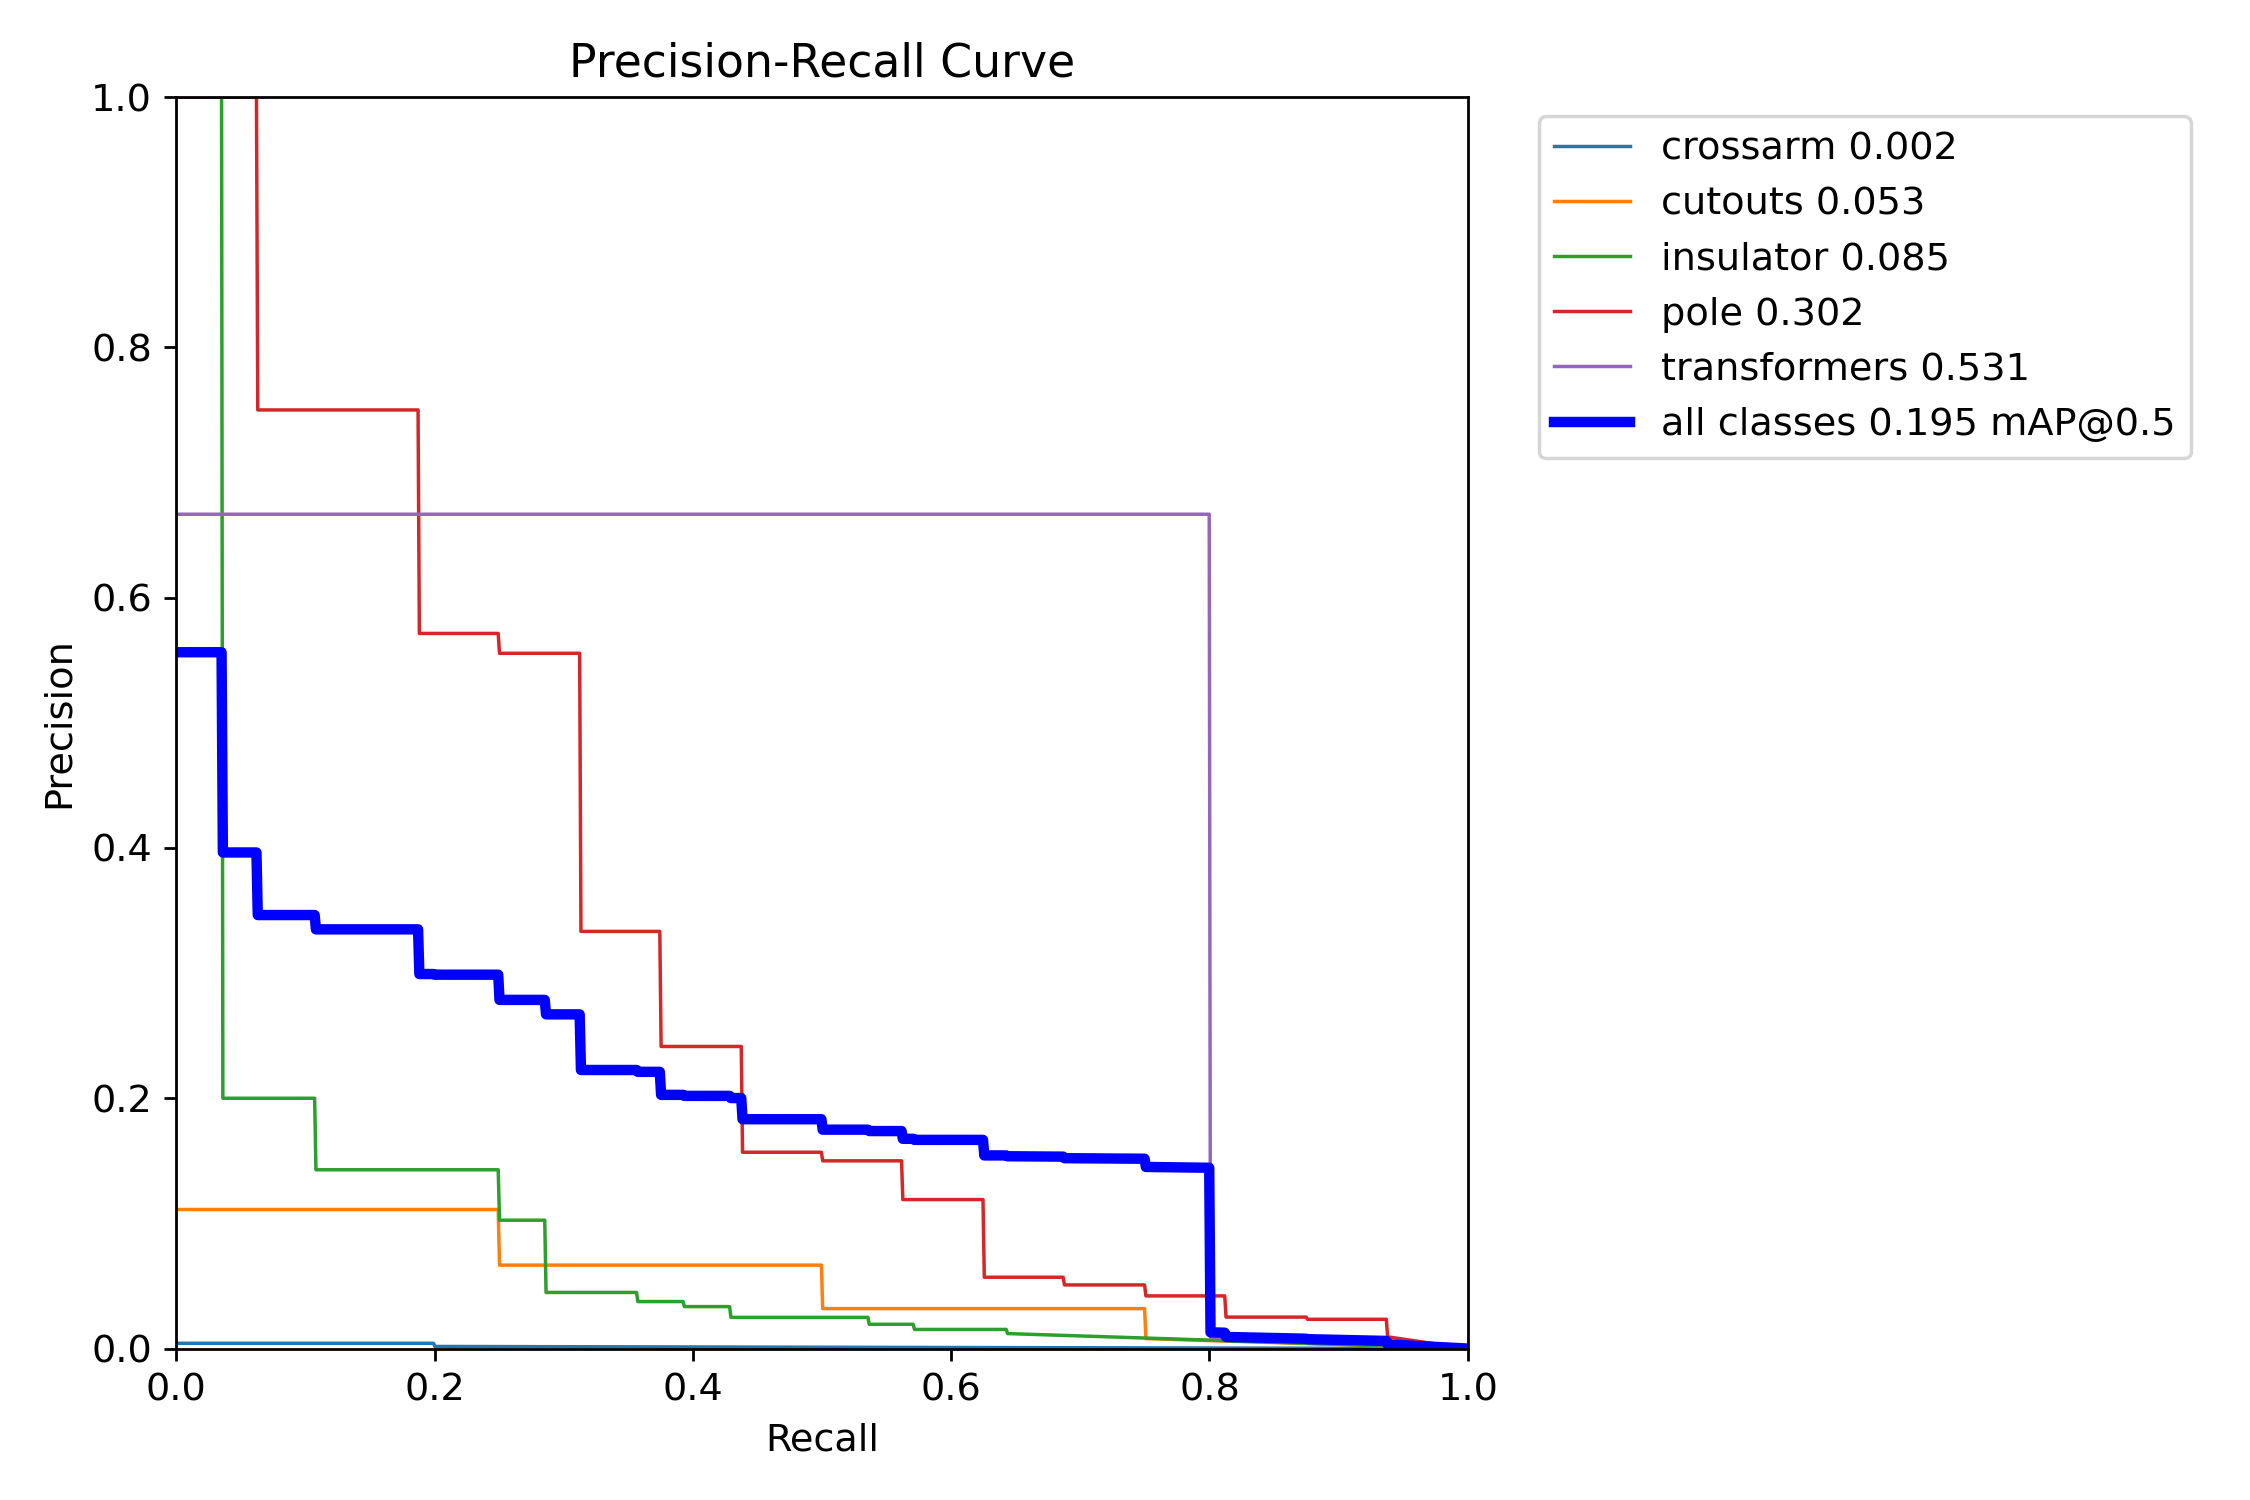 Precision-Recall Curve
1.0
0.8
0.6
0.4
0.2
0.0
Precision
0.0 0.2 0.4 0.6 0.8 1.0
Recall
crossarm 0.002
cutouts 0.053
insulator 0.085
pole 0.302
transformers 0.531
all classes 0.195 mAP@0.5